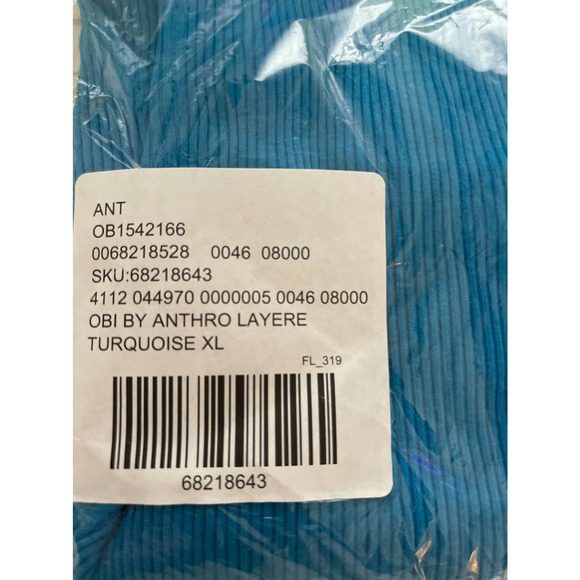 ANT
OB1542166
0068218528 0046 08000
SKU:68218643
4112 044970 0000005 0046 08000
OBI BY ANTHRO LAYERE
TURQUOISE XL
FL_319
68218643